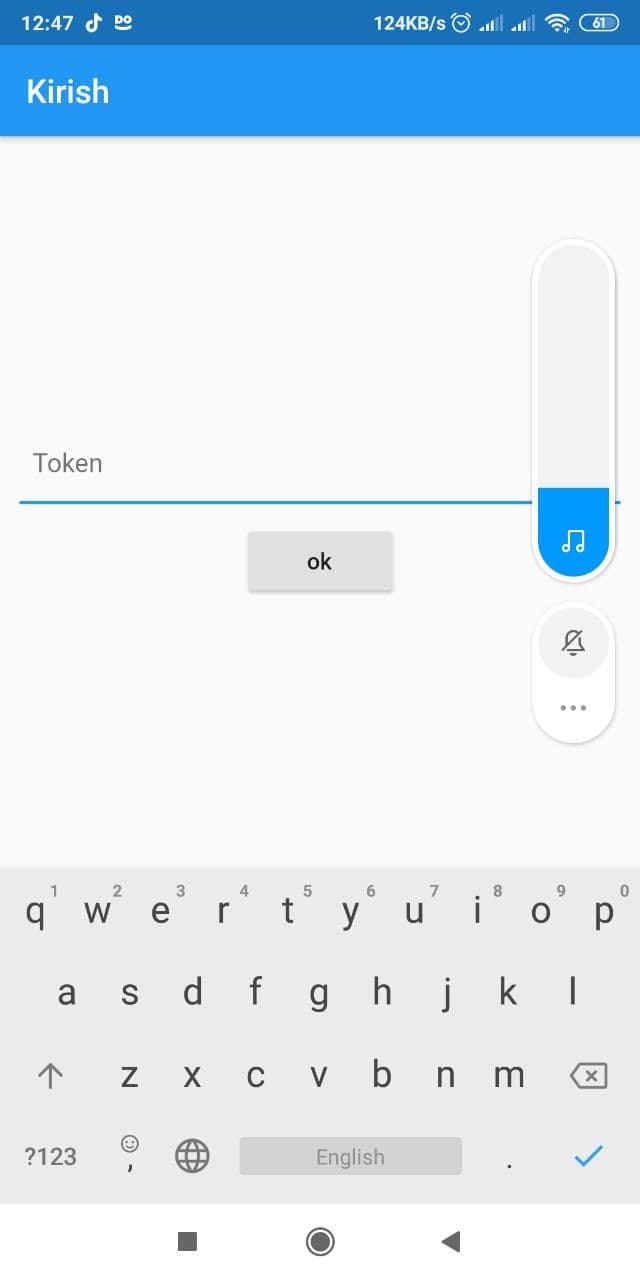 12:47 124KB/s 61
Kirish
Token
ok
1 2 3 4 5 6 7 8 9 0
q w e r t y u i o p
a s d f g h j k l
z x c v b n m
?123 , English .